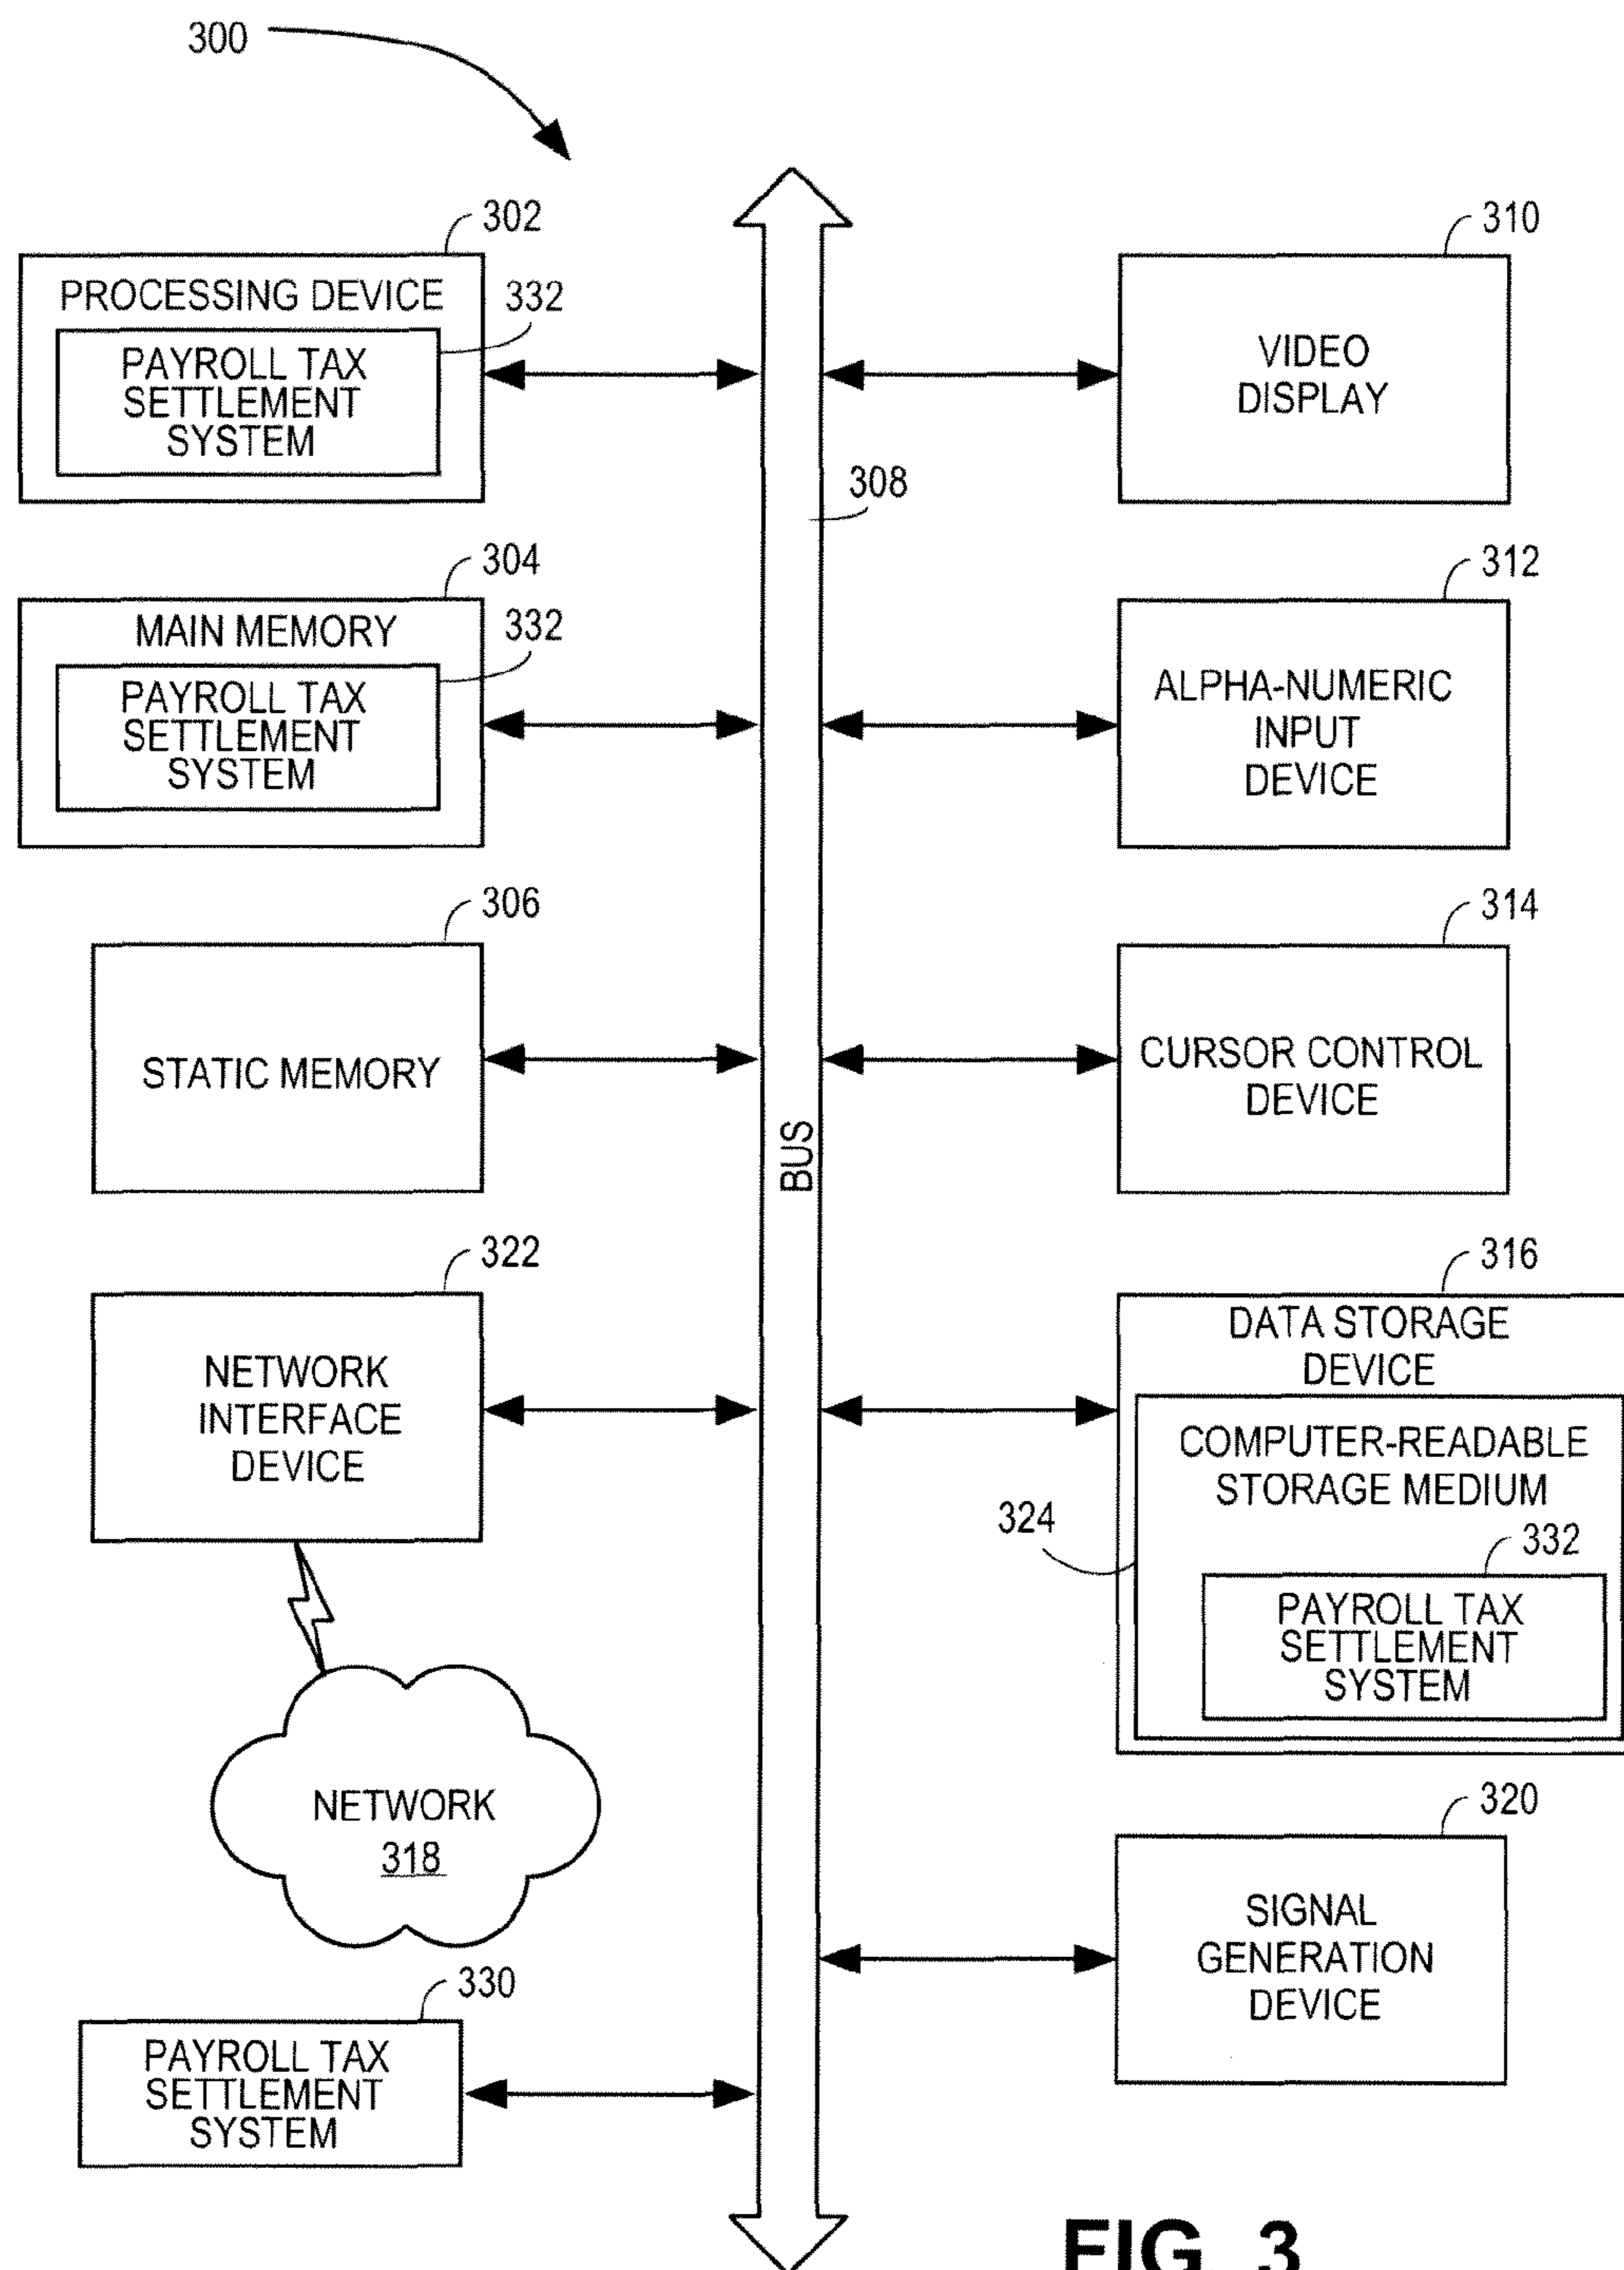 300
302
PROCESSING DEVICE
332
PAYROLL TAX
SETTLEMENT
SYSTEM
304
MAIN MEMORY
332
PAYROLL TAX
SETTLEMENT
SYSTEM
306
STATIC MEMORY
322
NETWORK
INTERFACE
DEVICE
NETWORK
318
330
PAYROLL TAX
SETTLEMENT
SYSTEM
308
BUS
310
VIDEO
DISPLAY
312
ALPHA-NUMERIC
INPUT
DEVICE
314
CURSOR CONTROL
DEVICE
316
DATA STORAGE
DEVICE
COMPUTER-READABLE
STORAGE MEDIUM
324
332
PAYROLL TAX
SETTLEMENT
SYSTEM
320
SIGNAL
GENERATION
DEVICE
FIG. 3